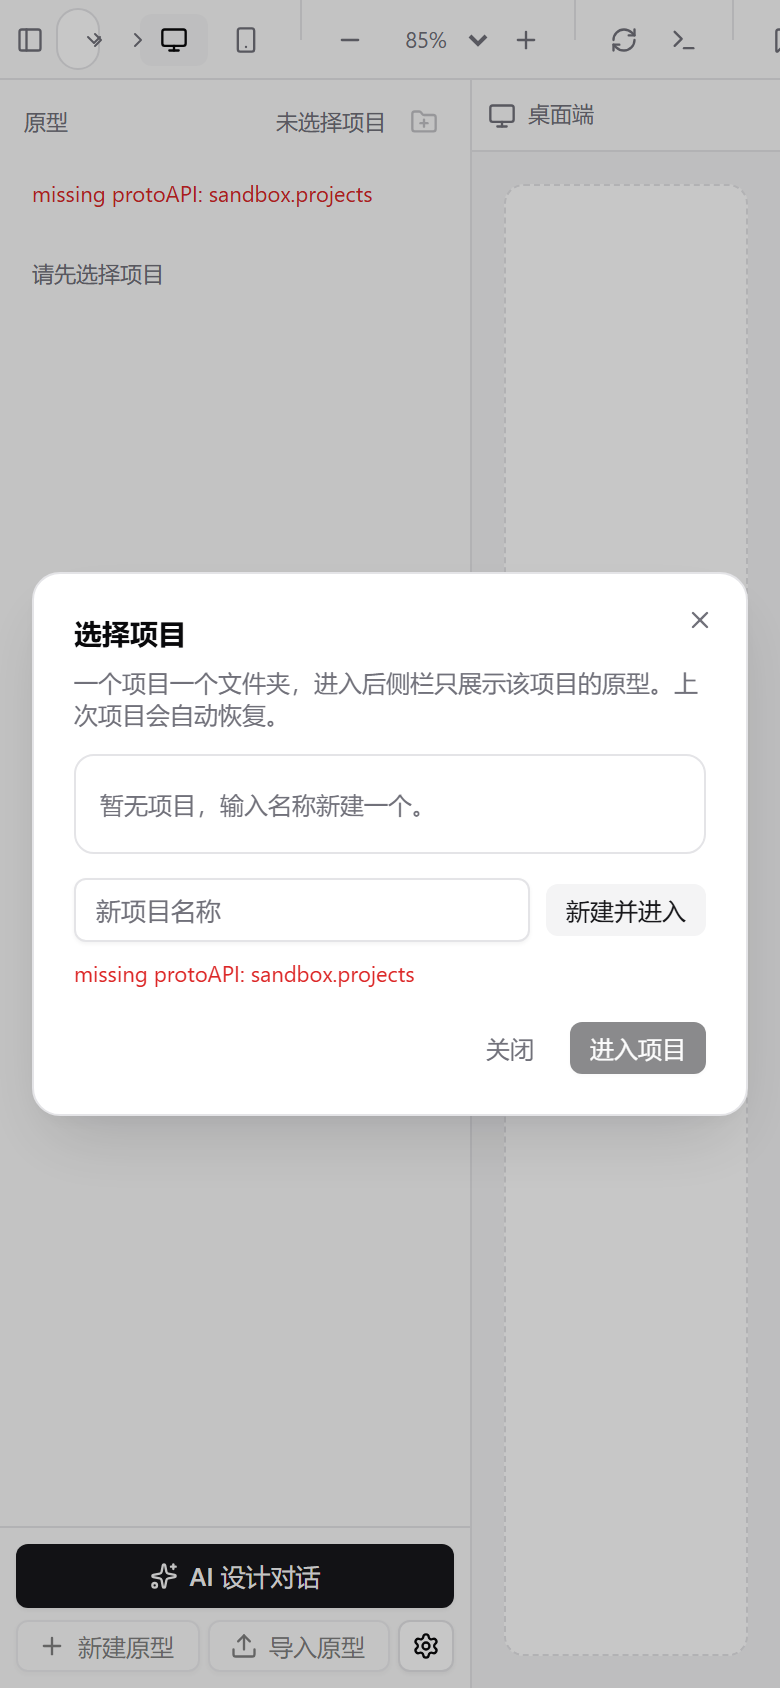 85%
原型
未选择项目
桌面端
missing protoAPI: sandbox.projects
请先选择项目
选择项目
一个项目一个文件夹，进入后侧栏只展示该项目的原型。上
次项目会自动恢复。
暂无项目，输入名称新建一个。
新项目名称
新建并进入
missing protoAPI: sandbox.projects
关闭
进入项目
AI 设计对话
新建原型
导入原型